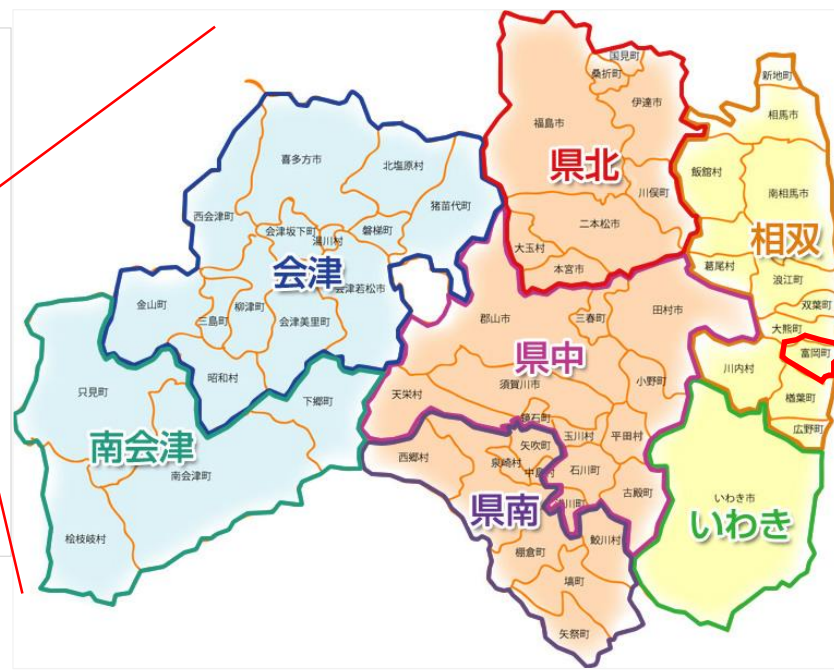 国見町
桑折町
伊達市
福島市
県北
川俣町
二本松市
大玉村
本宮市
新地町
相馬市
飯舘村
南相馬市
相双
葛尾村
浪江町
双葉町
大熊町
富岡町
川内村
楢葉町
広野町
喜多方市
北塩原村
猪苗代町
西会津町
会津坂下町
湯川村
磐梯町
会津
会津若松市
金山町
三島町
柳津町
会津美里町
昭和村
郡山市
三春町
田村市
県中
小野町
須賀川市
天栄村
鏡石町
玉川村
平田村
石川町
古殿町
浅川町
只見町
下郷町
南会津
南会津町
桧枝岐村
西郷村
矢吹町
泉崎村
中島村
県南
棚倉町
鮫川村
塙町
矢祭町
いわき市
いわき